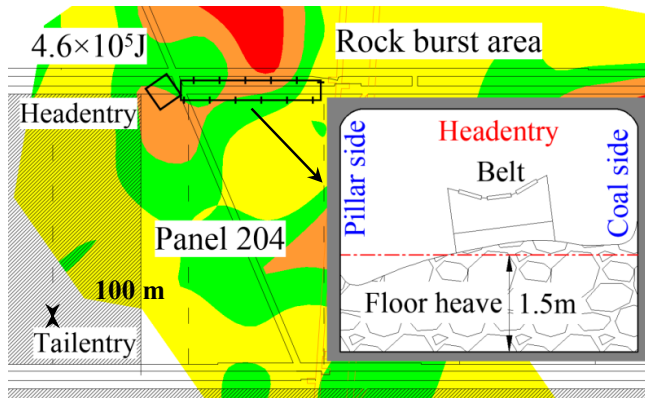 4.6×10⁵J
Rock burst area
Headentry
Pillar side
Headentry
Coal side
Belt
Panel 204
100 m
Floor heave
1.5m
Tailentry